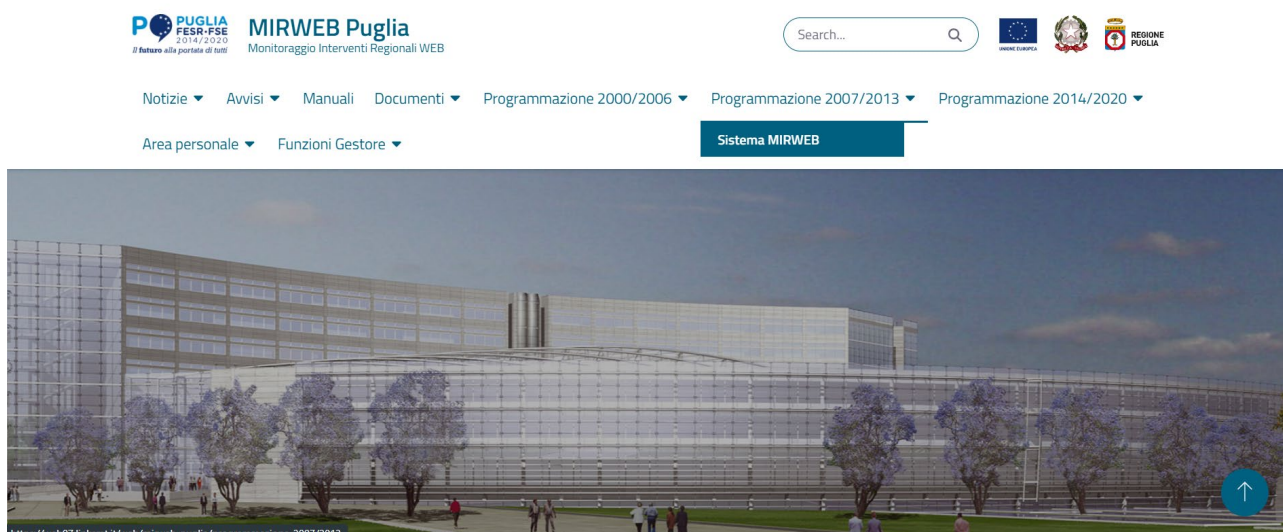 PUGLIA
FESR•FSE
2014/2020
Il futuro alla portata di tutti
MIRWEB Puglia
Monitoraggio Interventi Regionali WEB
Search...
UNIONE EUROPEA
REGIONE
PUGLIA
Notizie Avvisi Manuali Documenti Programmazione 2000/2006 Programmazione 2007/2013 Programmazione 2014/2020
Area personale Funzioni Gestore
Sistema MIRWEB